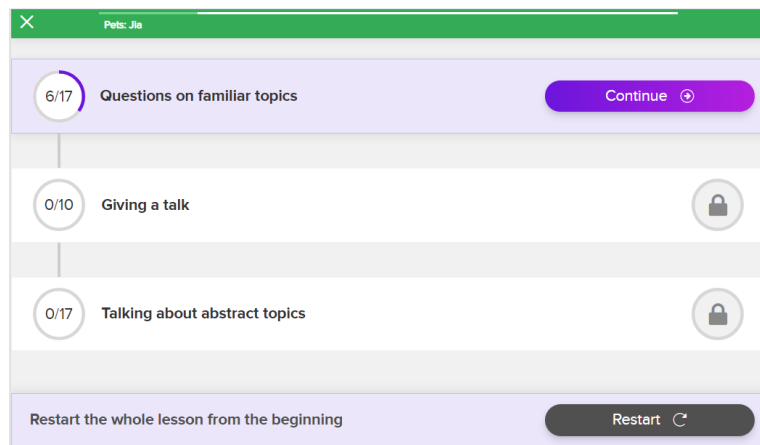 Pets: Jia
6/17 Questions on familiar topics Continue
0/10 Giving a talk
0/17 Talking about abstract topics
Restart the whole lesson from the beginning Restart